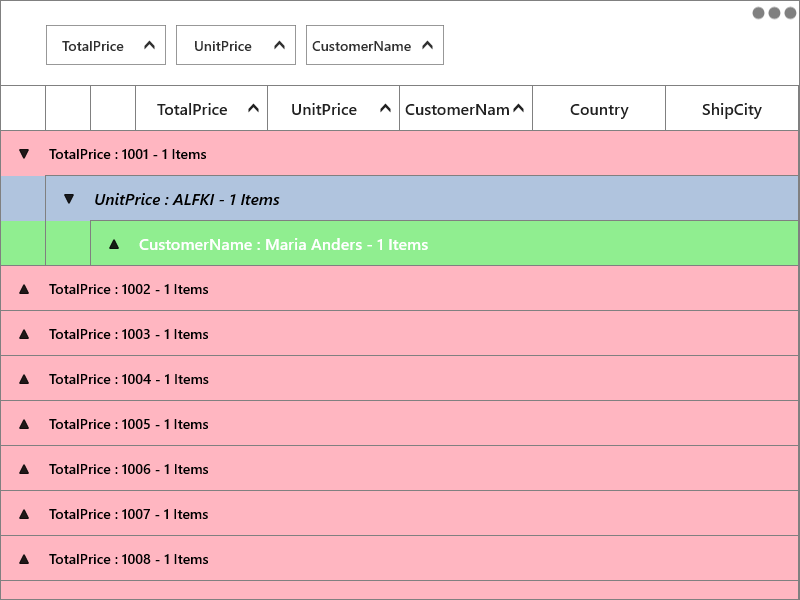 TotalPrice UnitPrice CustomerName
TotalPrice UnitPrice CustomerNam Country ShipCity
TotalPrice : 1001 - 1 Items
UnitPrice : ALFKI - 1 Items
CustomerName : Maria Anders - 1 Items
TotalPrice : 1002 - 1 Items
TotalPrice : 1003 - 1 Items
TotalPrice : 1004 - 1 Items
TotalPrice : 1005 - 1 Items
TotalPrice : 1006 - 1 Items
TotalPrice : 1007 - 1 Items
TotalPrice : 1008 - 1 Items